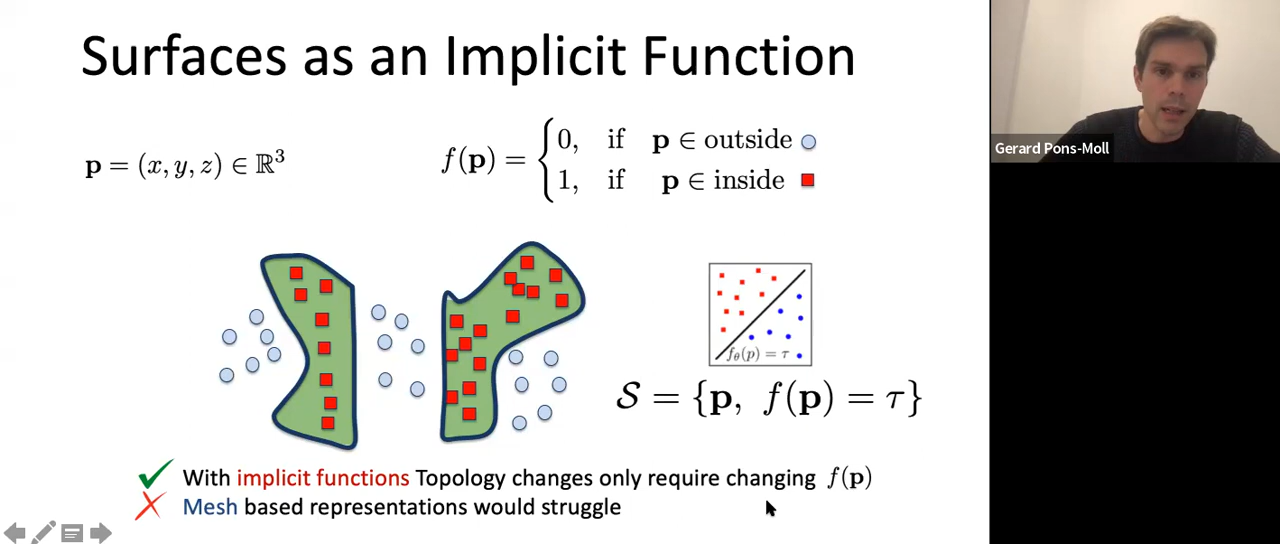 Surfaces as an Implicit Function
p = (x, y, z) ∈ ℝ³
f(p) = { 0, if p ∈ outside
1, if p ∈ inside
Gerard Pons-Moll
f_θ(p) = τ
S = {p, f(p) = τ}
With implicit functions Topology changes only require changing f(p)
Mesh based representations would struggle